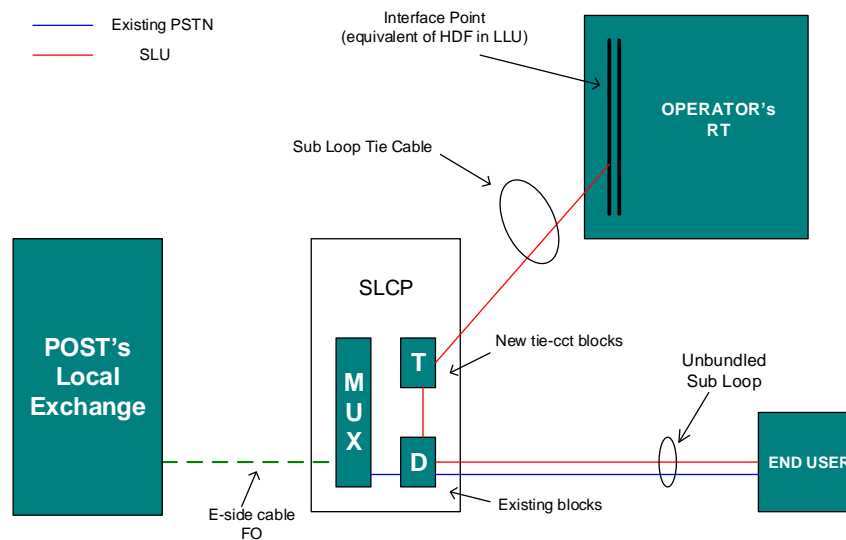 Existing PSTN
SLU
Interface Point
(equivalent of HDF in LLU)
OPERATOR's
RT
Sub Loop Tie Cable
SLCP
POST's
Local
Exchange
MUX
T
New tie-cct blocks
D
Existing blocks
Unbundled
Sub Loop
END USER
E-side cable
FO